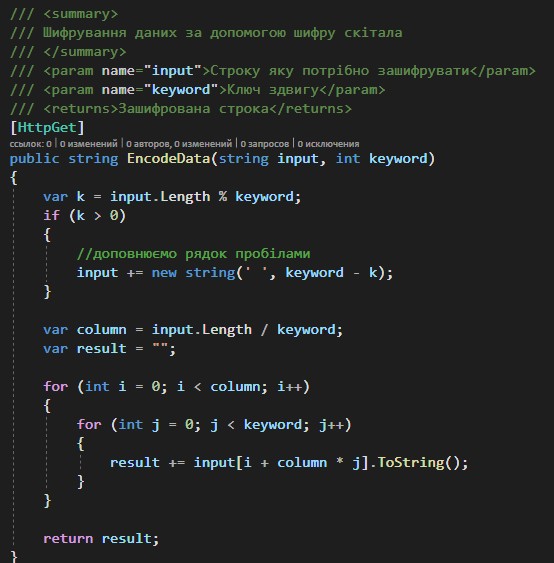 /// <summary>
/// Шифрування даних за допомогою шифру скітала
/// </summary>
/// <param name="input">Строку яку потрібно зашифрувати</param>
/// <param name="keyword">Ключ здвигу</param>
/// <returns>Зашифрована строка</returns>
[HttpGet]
ссылок: 0 | 0 изменений | 0 авторов, 0 изменений | 0 запросов | 0 исключения
public string EncodeData(string input, int keyword)
{
    var k = input.Length % keyword;
    if (k > 0)
    {
        //доповнюємо рядок пробілами
        input += new string(' ', keyword - k);
    }

    var column = input.Length / keyword;
    var result = "";

    for (int i = 0; i < column; i++)
    {
        for (int j = 0; j < keyword; j++)
        {
            result += input[i + column * j].ToString();
        }
    }

    return result;
}